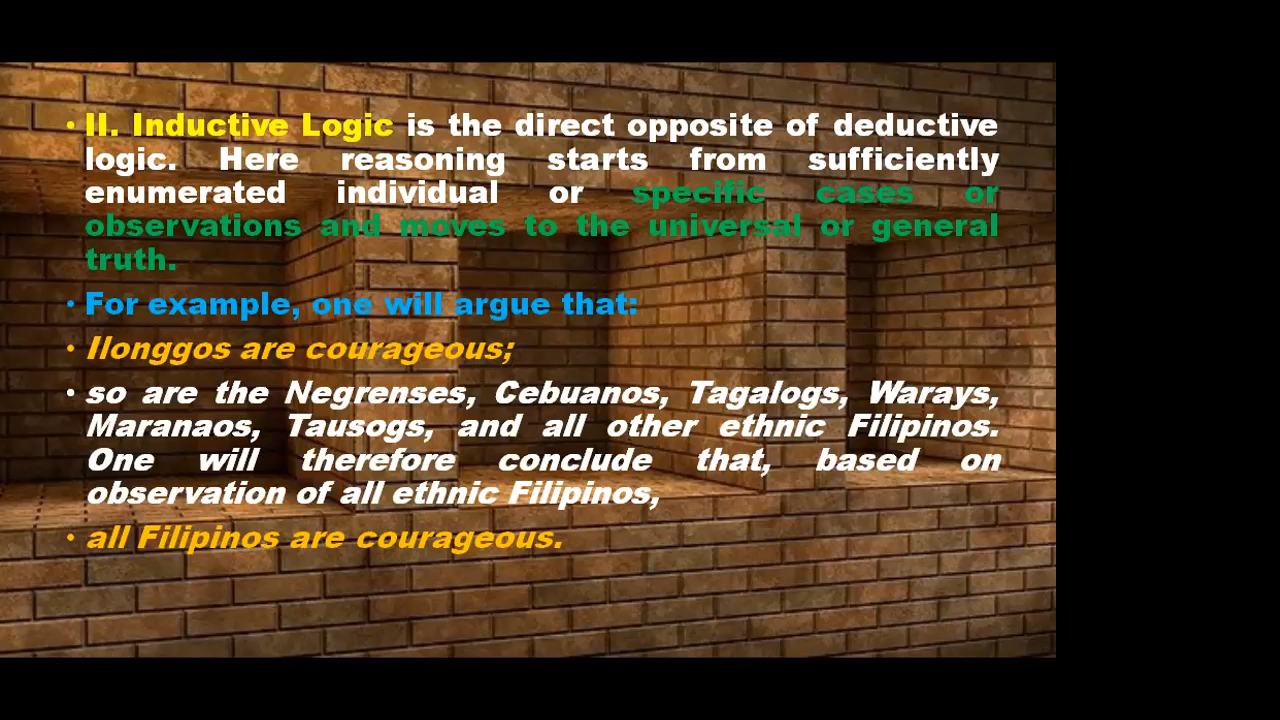 • II. Inductive Logic is the direct opposite of deductive
logic. Here reasoning starts from sufficiently
enumerated individual or specific cases or
observations and moves to the universal or general
truth.
• For example, one will argue that:
• Ilonggos are courageous;
• so are the Negrenses, Cebuanos, Tagalogs, Warays,
Maranaos, Tausogs, and all other ethnic Filipinos.
One will therefore conclude that, based on
observation of all ethnic Filipinos,
• all Filipinos are courageous.